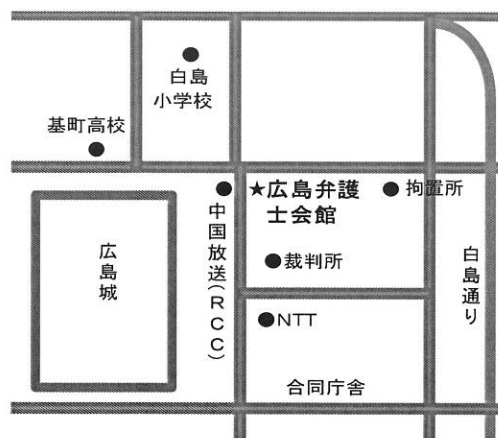 白島
小学校
基町高校
★広島弁護
士会館
拘置所
中国放送(RCC)
広島城
裁判所
白島通り
NTT
合同庁舎